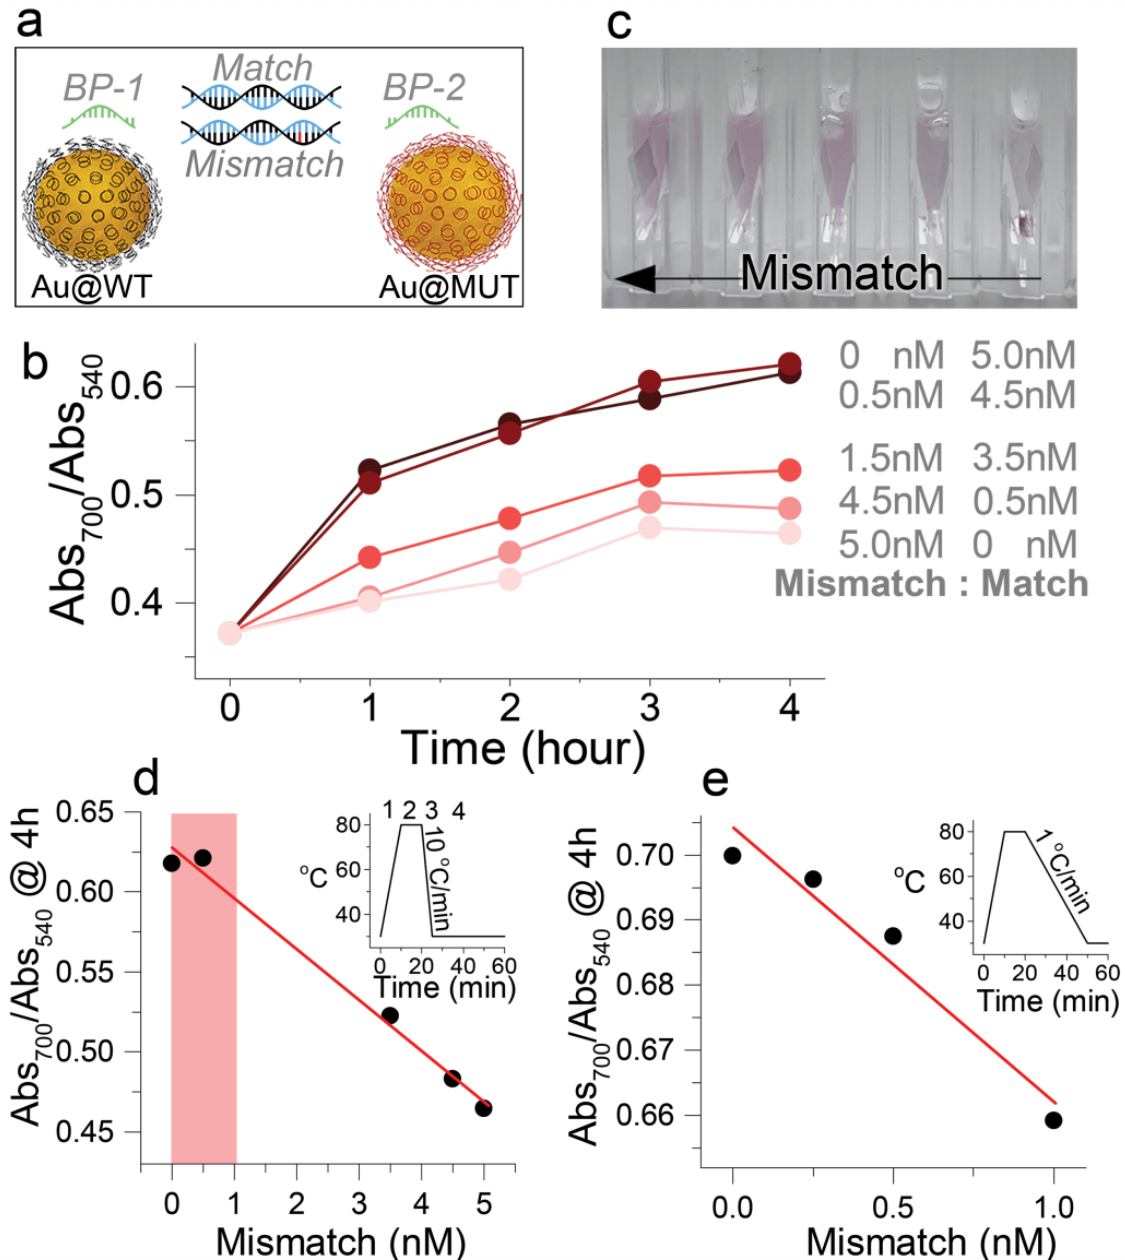 a
BP-1
Match
Mismatch
BP-2
Au@WT
Au@MUT
c
Mismatch
b
Abs700/Abs540
0.6
0.5
0.4
0 1 2 3 4
Time (hour)
0 nM 5.0nM
0.5nM 4.5nM
1.5nM 3.5nM
4.5nM 0.5nM
5.0nM 0 nM
Mismatch : Match
d
Abs700/Abs540 @ 4h
0.65
0.60
0.55
0.50
0.45
0 1 2 3 4 5
Mismatch (nM)
1 2 3 4
80
60
40
°C
10 °C/min
0 20 40 60
Time (min)
e
Abs700/Abs540 @ 4h
0.70
0.69
0.68
0.67
0.66
0.0 0.5 1.0
Mismatch (nM)
80
60
40
°C
1 °C/min
0 20 40 60
Time (min)